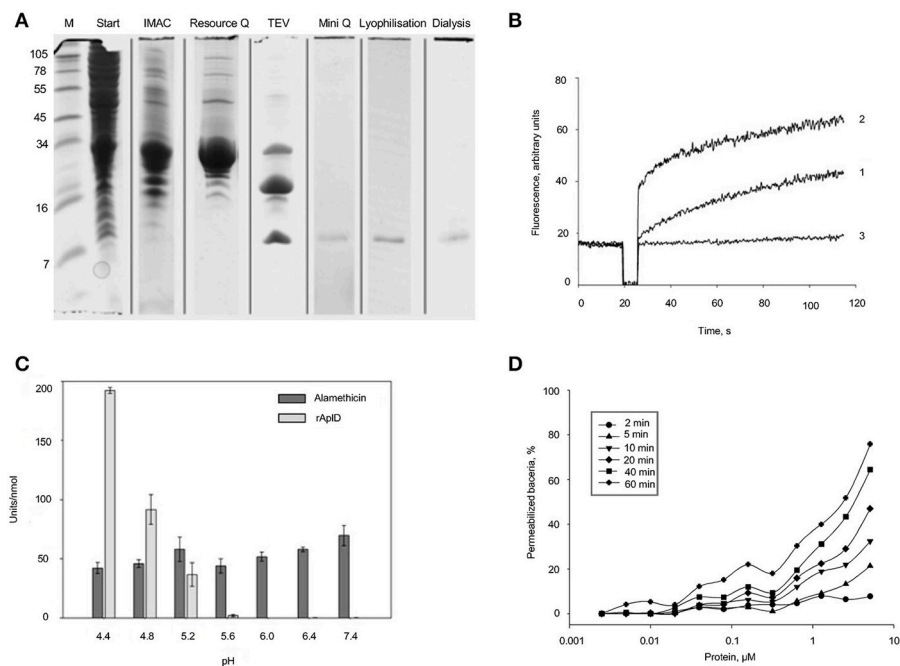 A
M Start IMAC Resource Q TEV Mini Q Lyophilisation Dialysis
105
78
55
45
34
16
7
B
Fluorescence, arbitrary units
80
60
40
20
0
2
1
3
0 20 40 60 80 100 120
Time, s
C
Units/nmol
200
150
100
50
0
Alamethicin
rAplD
4.4 4.8 5.2 5.6 6.0 6.4 7.4
pH
D
Permeabilized baceria, %
100
80
60
40
20
0
2 min
5 min
10 min
20 min
40 min
60 min
0.001 0.01 0.1 1 10
Protein, µM